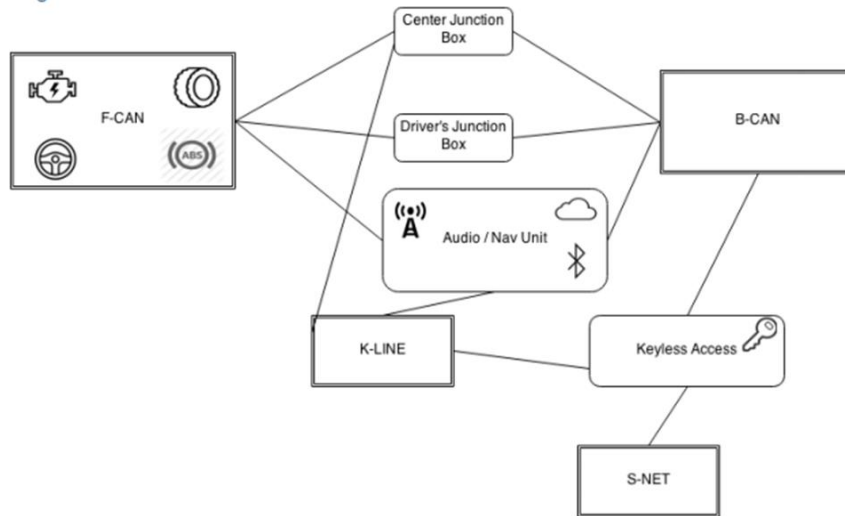 Center Junction
Box
F-CAN
ABS
Driver's Junction
Box
B-CAN
A
Audio / Nav Unit
K-LINE
Keyless Access
S-NET